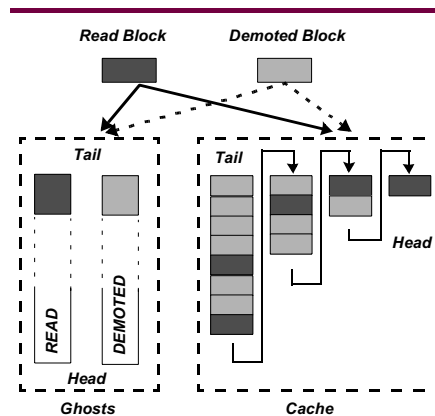 Read Block Demoted Block
Tail Tail
Head
READ DEMOTED
Head
Ghosts Cache